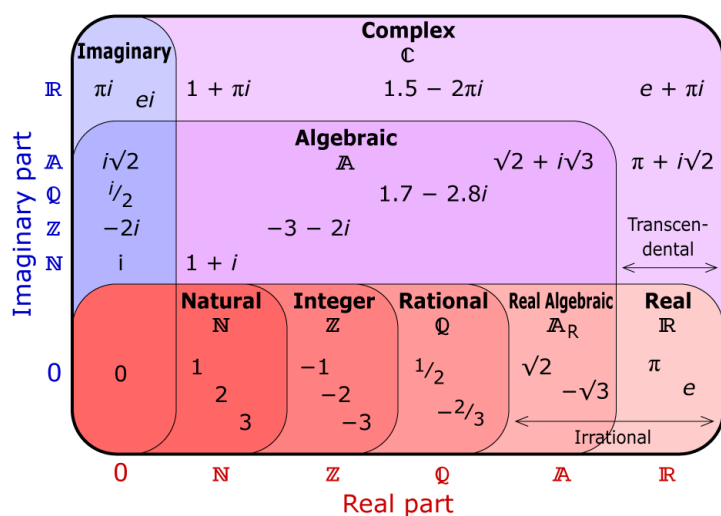 Complex
Imaginary ℂ
ℝ πi ei 1 + πi 1.5 − 2πi e + πi
Algebraic
𝔸 i√2 𝔸 √2 + i√3 π + i√2
ℚ i/2 1.7 − 2.8i
ℤ −2i −3 − 2i Transcen-
dental
ℕ i 1 + i
Imaginary part
Natural Integer Rational Real Algebraic Real
ℕ ℤ ℚ 𝔸R ℝ
0 0 1 −1 1/2 √2 π
2 −2 −2/3 −√3 e
3 −3 Irrational
0 ℕ ℤ ℚ 𝔸 ℝ
Real part